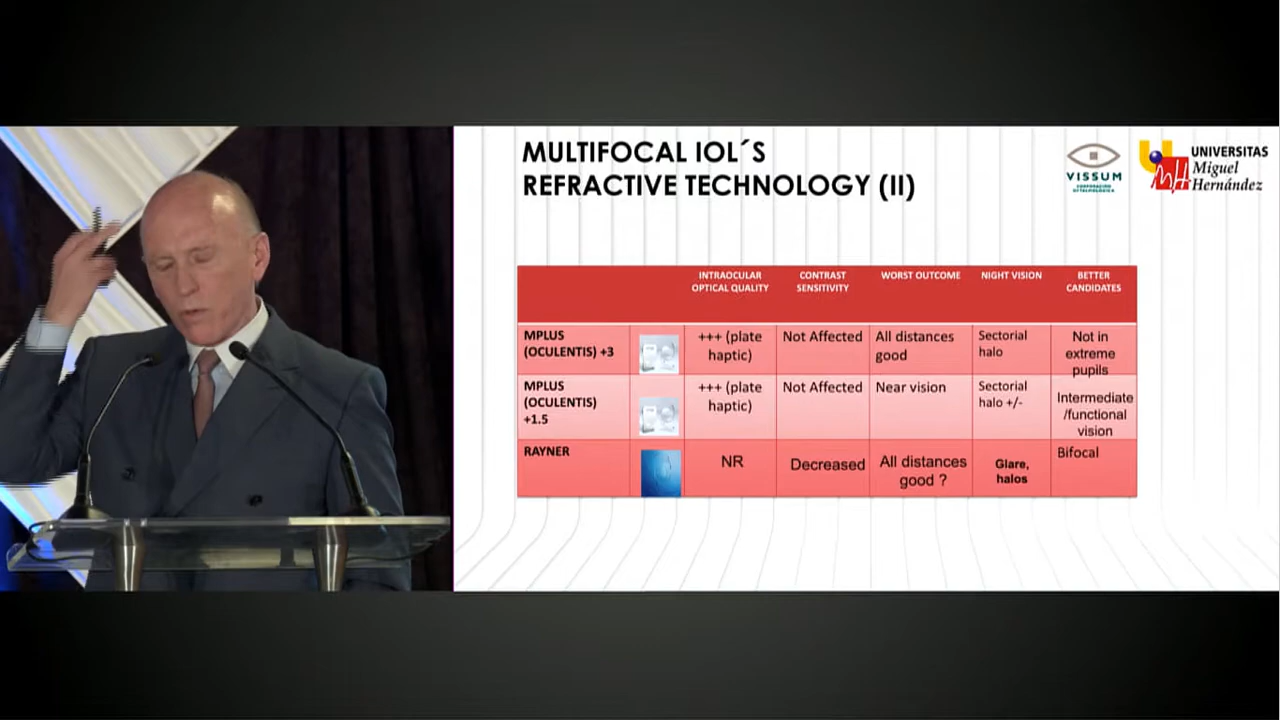 MULTIFOCAL IOL´S
REFRACTIVE TECHNOLOGY (II)
VISSUM
CORPORACIÓN
OFTALMOLÓGICA
UNIVERSITAS
Miguel
Hernández
INTRAOCULAR
OPTICAL QUALITY
CONTRAST
SENSITIVITY
WORST OUTCOME
NIGHT VISION
BETTER
CANDIDATES
MPLUS
(OCULENTIS) +3
+++ (plate
haptic)
Not Affected
All distances
good
Sectorial
halo
Not in
extreme
pupils
MPLUS
(OCULENTIS)
+1.5
+++ (plate
haptic)
Not Affected
Near vision
Sectorial
halo +/-
Intermediate
/functional
vision
RAYNER
NR
Decreased
All distances
good ?
Glare,
halos
Bifocal